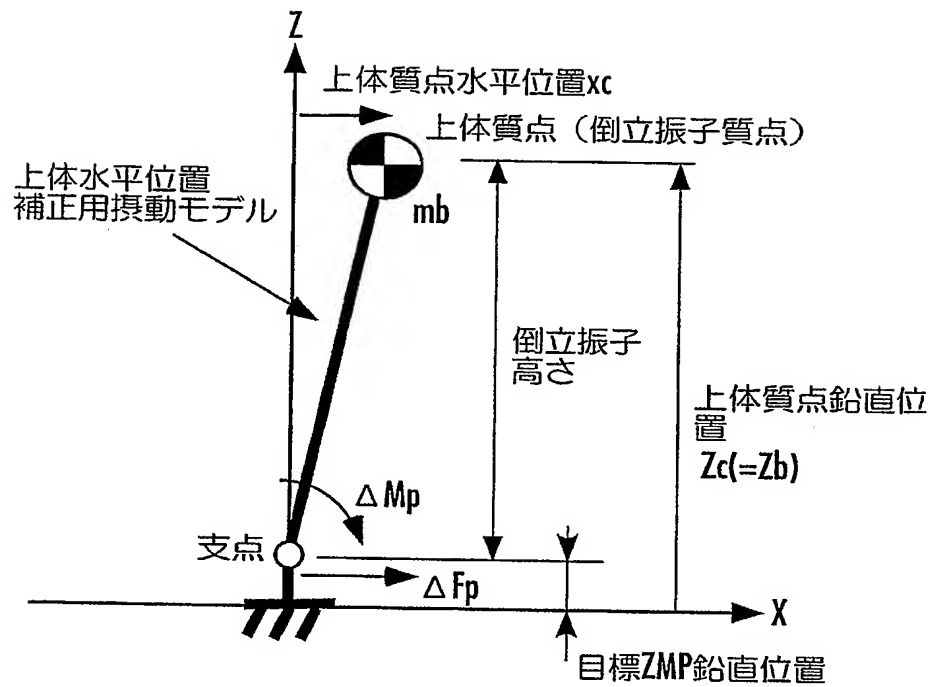 Z
上体質点水平位置xc
上体質点（倒立振子質点）
上体水平位置
補正用摂動モデル
mb
倒立振子
高さ
上体質点鉛直位
置
Zc(=Zb)
ΔMp
支点
ΔFp
X
目標ZMP鉛直位置